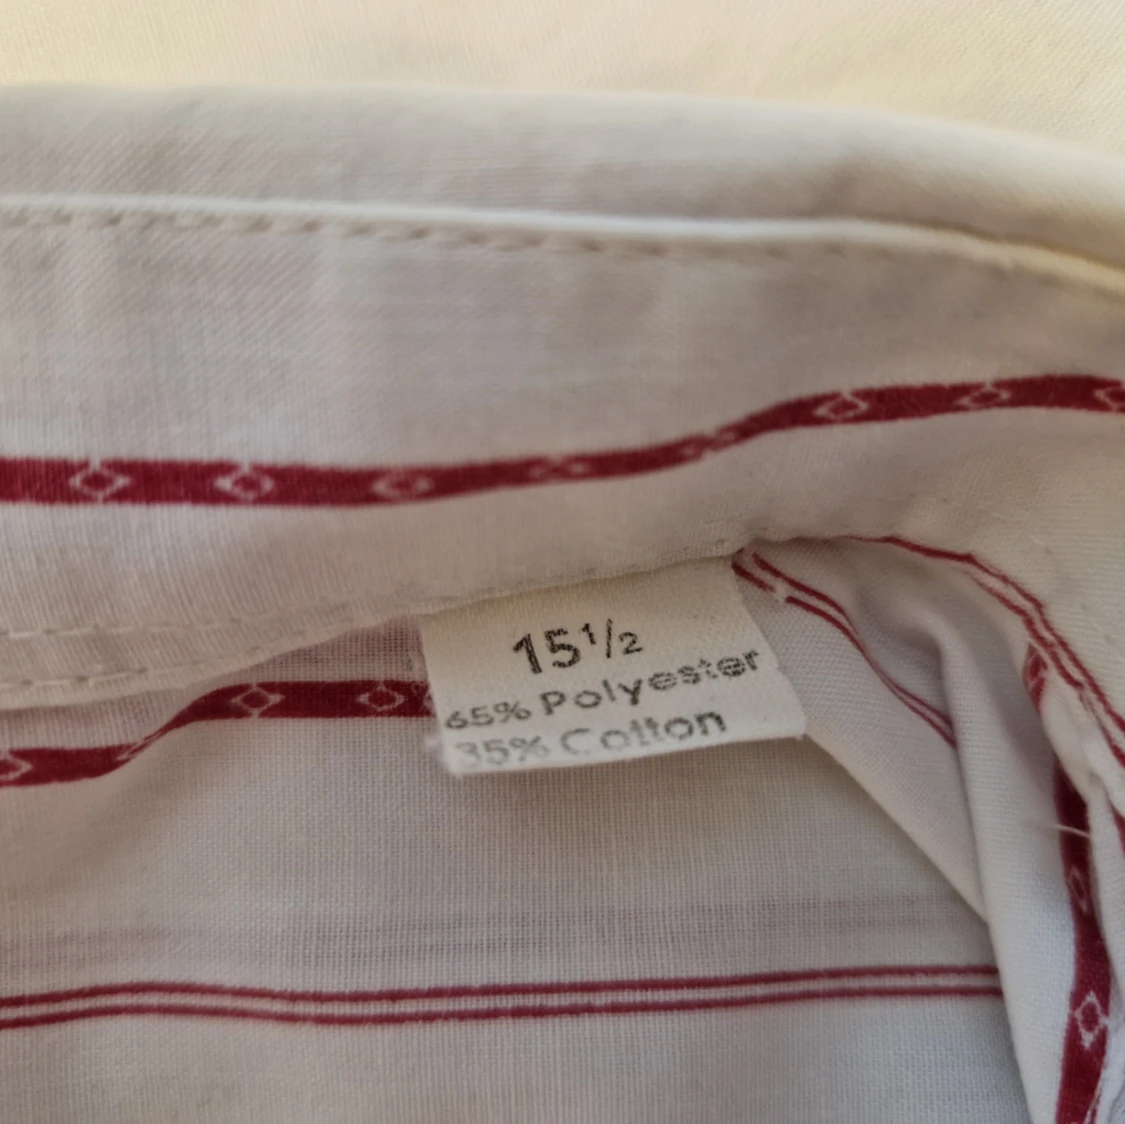 15½
65% Polyester
35% Cotton